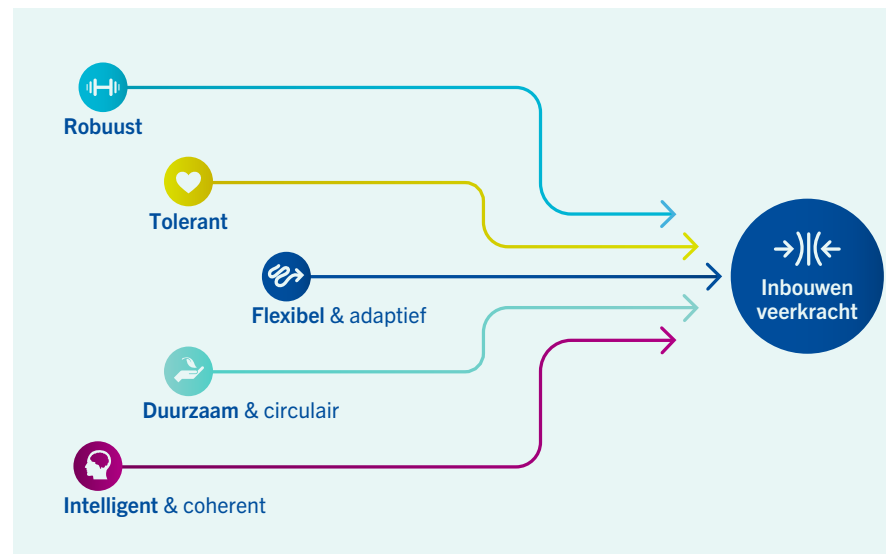 Robuust
Tolerant
Flexibel & adaptief
Duurzaam & circulair
Intelligent & coherent
Inbouwen
veerkracht